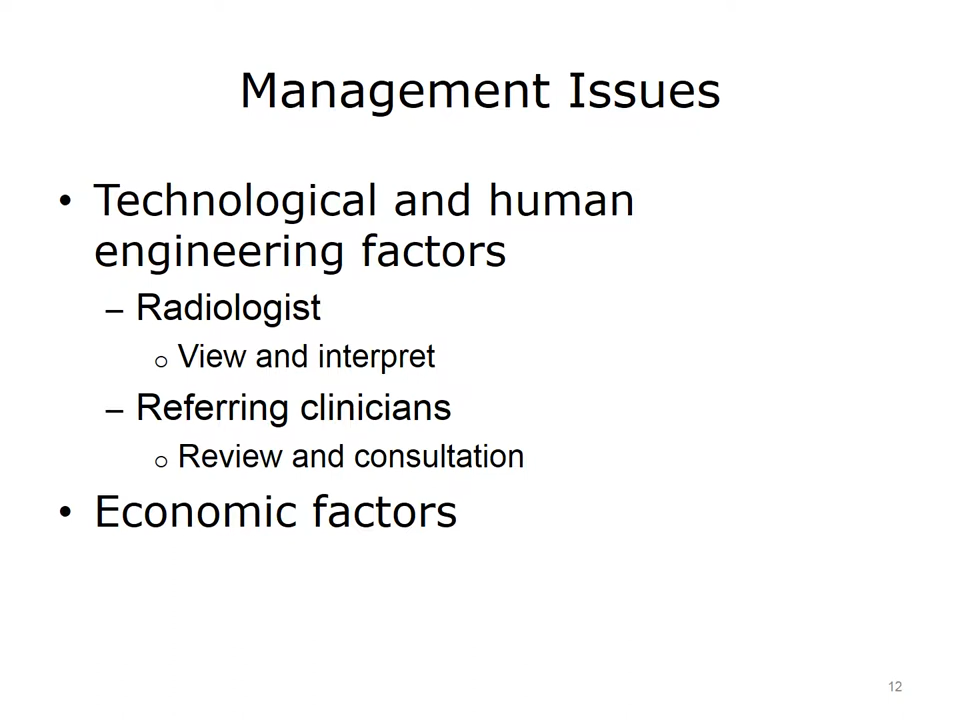 Management Issues
• Technological and human
engineering factors
– Radiologist
o View and interpret
– Referring clinicians
o Review and consultation
• Economic factors
12